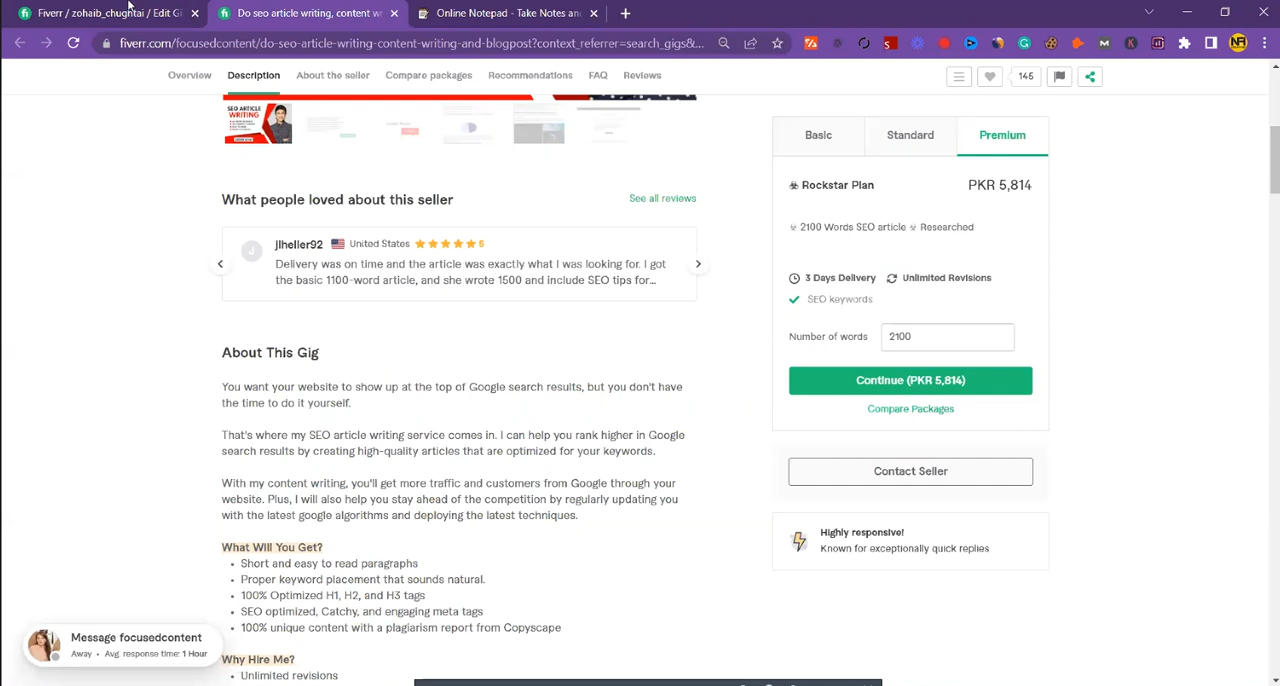 Fiverr / zohaib_chughtai / Edit Gi
Do seo article writing, content wr
Online Notepad - Take Notes and
fiverr.com/focusedcontent/do-seo-article-writing-content-writing-and-blogpost?context_referrer=search_gigs&...
Overview Description About the seller Compare packages Recommendations FAQ Reviews 145
SEO ARTICLE
WRITING
Basic Standard Premium
Rockstar Plan PKR 5,814
2100 Words SEO article Researched
3 Days Delivery Unlimited Revisions
SEO keywords
Number of words 2100
Continue (PKR 5,814)
Compare Packages
Contact Seller
Highly responsive!
Known for exceptionally quick replies
What people loved about this seller See all reviews
J jlheller92 United States 5
Delivery was on time and the article was exactly what I was looking for. I got
the basic 1100-word article, and she wrote 1500 and include SEO tips for...
About This Gig
You want your website to show up at the top of Google search results, but you don't have
the time to do it yourself.
That's where my SEO article writing service comes in. I can help you rank higher in Google
search results by creating high-quality articles that are optimized for your keywords.
With my content writing, you'll get more traffic and customers from Google through your
website. Plus, I will also help you stay ahead of the competition by regularly updating you
with the latest google algorithms and deploying the latest techniques.
What Will You Get?
• Short and easy to read paragraphs
• Proper keyword placement that sounds natural.
• 100% Optimized H1, H2, and H3 tags
• SEO optimized, Catchy, and engaging meta tags
• 100% unique content with a plagiarism report from Copyscape
Why Hire Me?
• Unlimited revisions
Message focusedcontent
Away • Avg. response time: 1 Hour